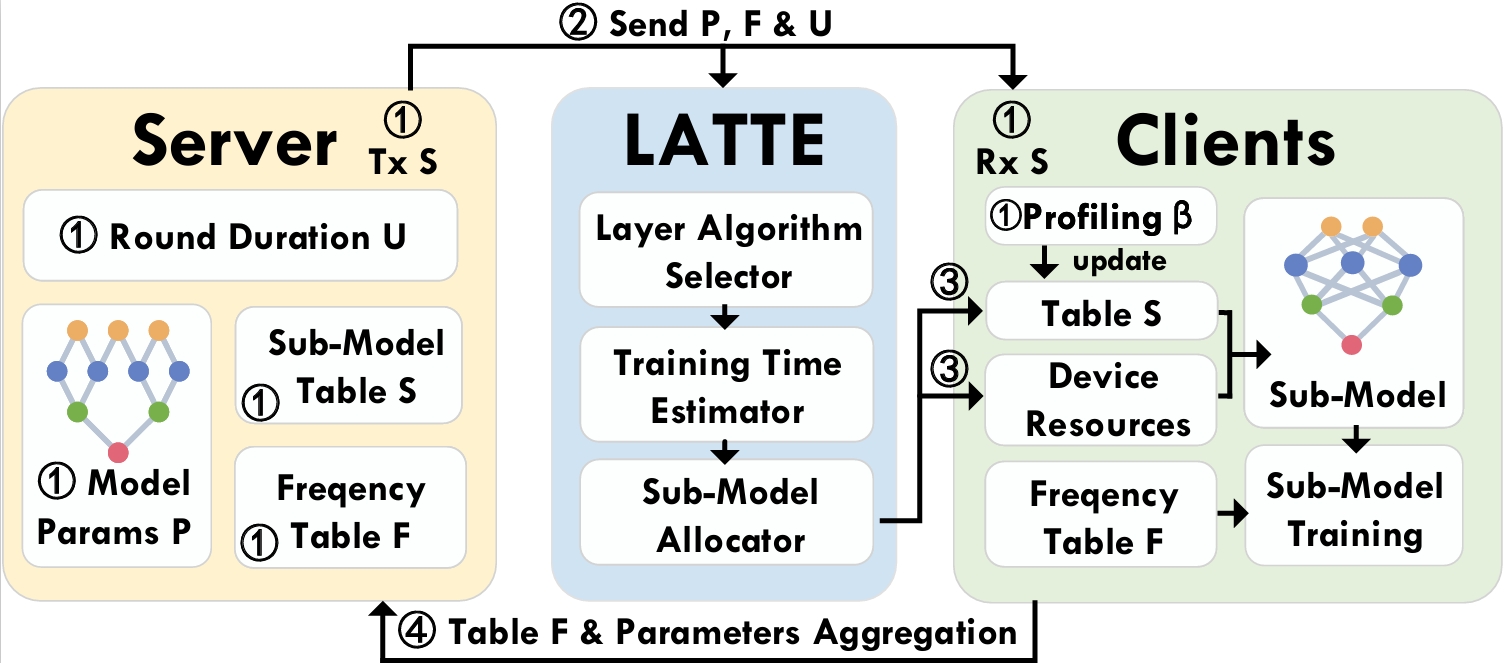 ② Send P, F & U
Server
① Tx S
① Round Duration U
① Model
Params P
Sub-Model
① Table S
Freqency
① Table F
LATTE
Layer Algorithm
Selector
Training Time
Estimator
Sub-Model
Allocator
① Rx S
Clients
①Profiling β
update
③
Table S
③
Device
Resources
Freqency
Table F
Sub-Model
Sub-Model
Training
④ Table F & Parameters Aggregation